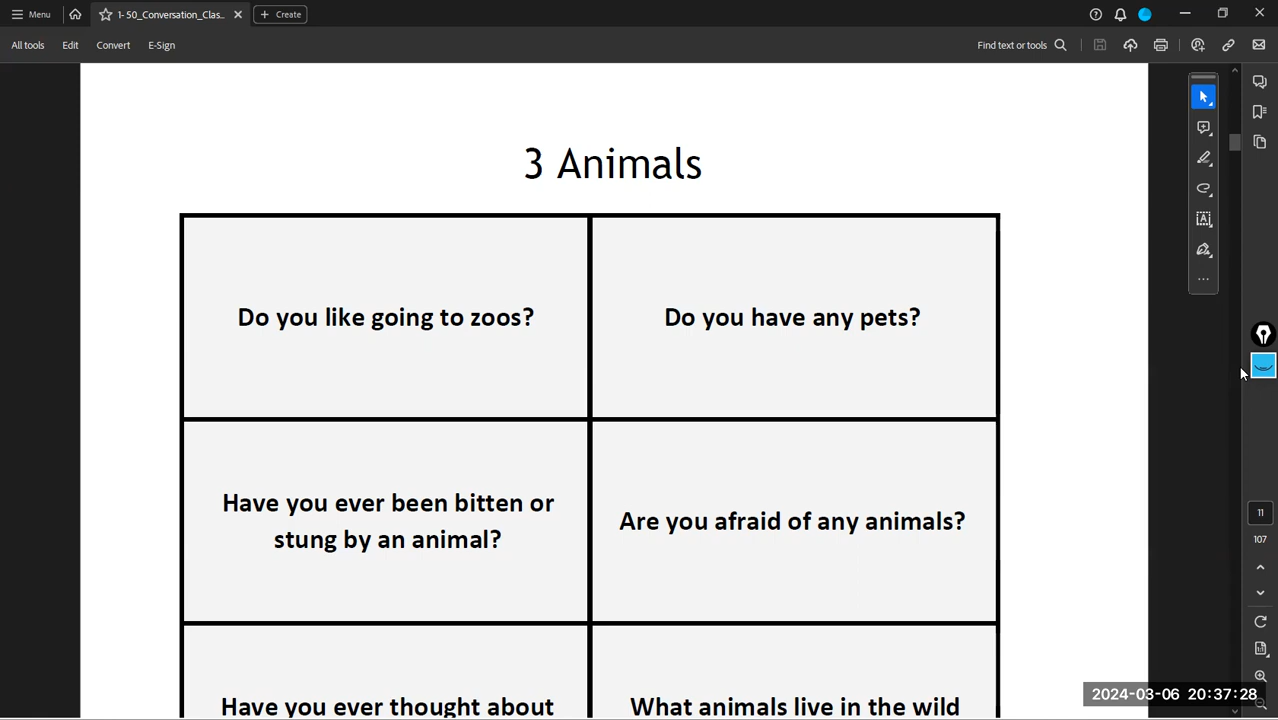 Menu
1- 50_Conversation_Clas...
Create
All tools
Edit
Convert
E-Sign
Find text or tools
3 Animals
Do you like going to zoos?
Do you have any pets?
Have you ever been bitten or
stung by an animal?
Are you afraid of any animals?
Have you ever thought about
What animals live in the wild
11
107
2024-03-06 20:37:28